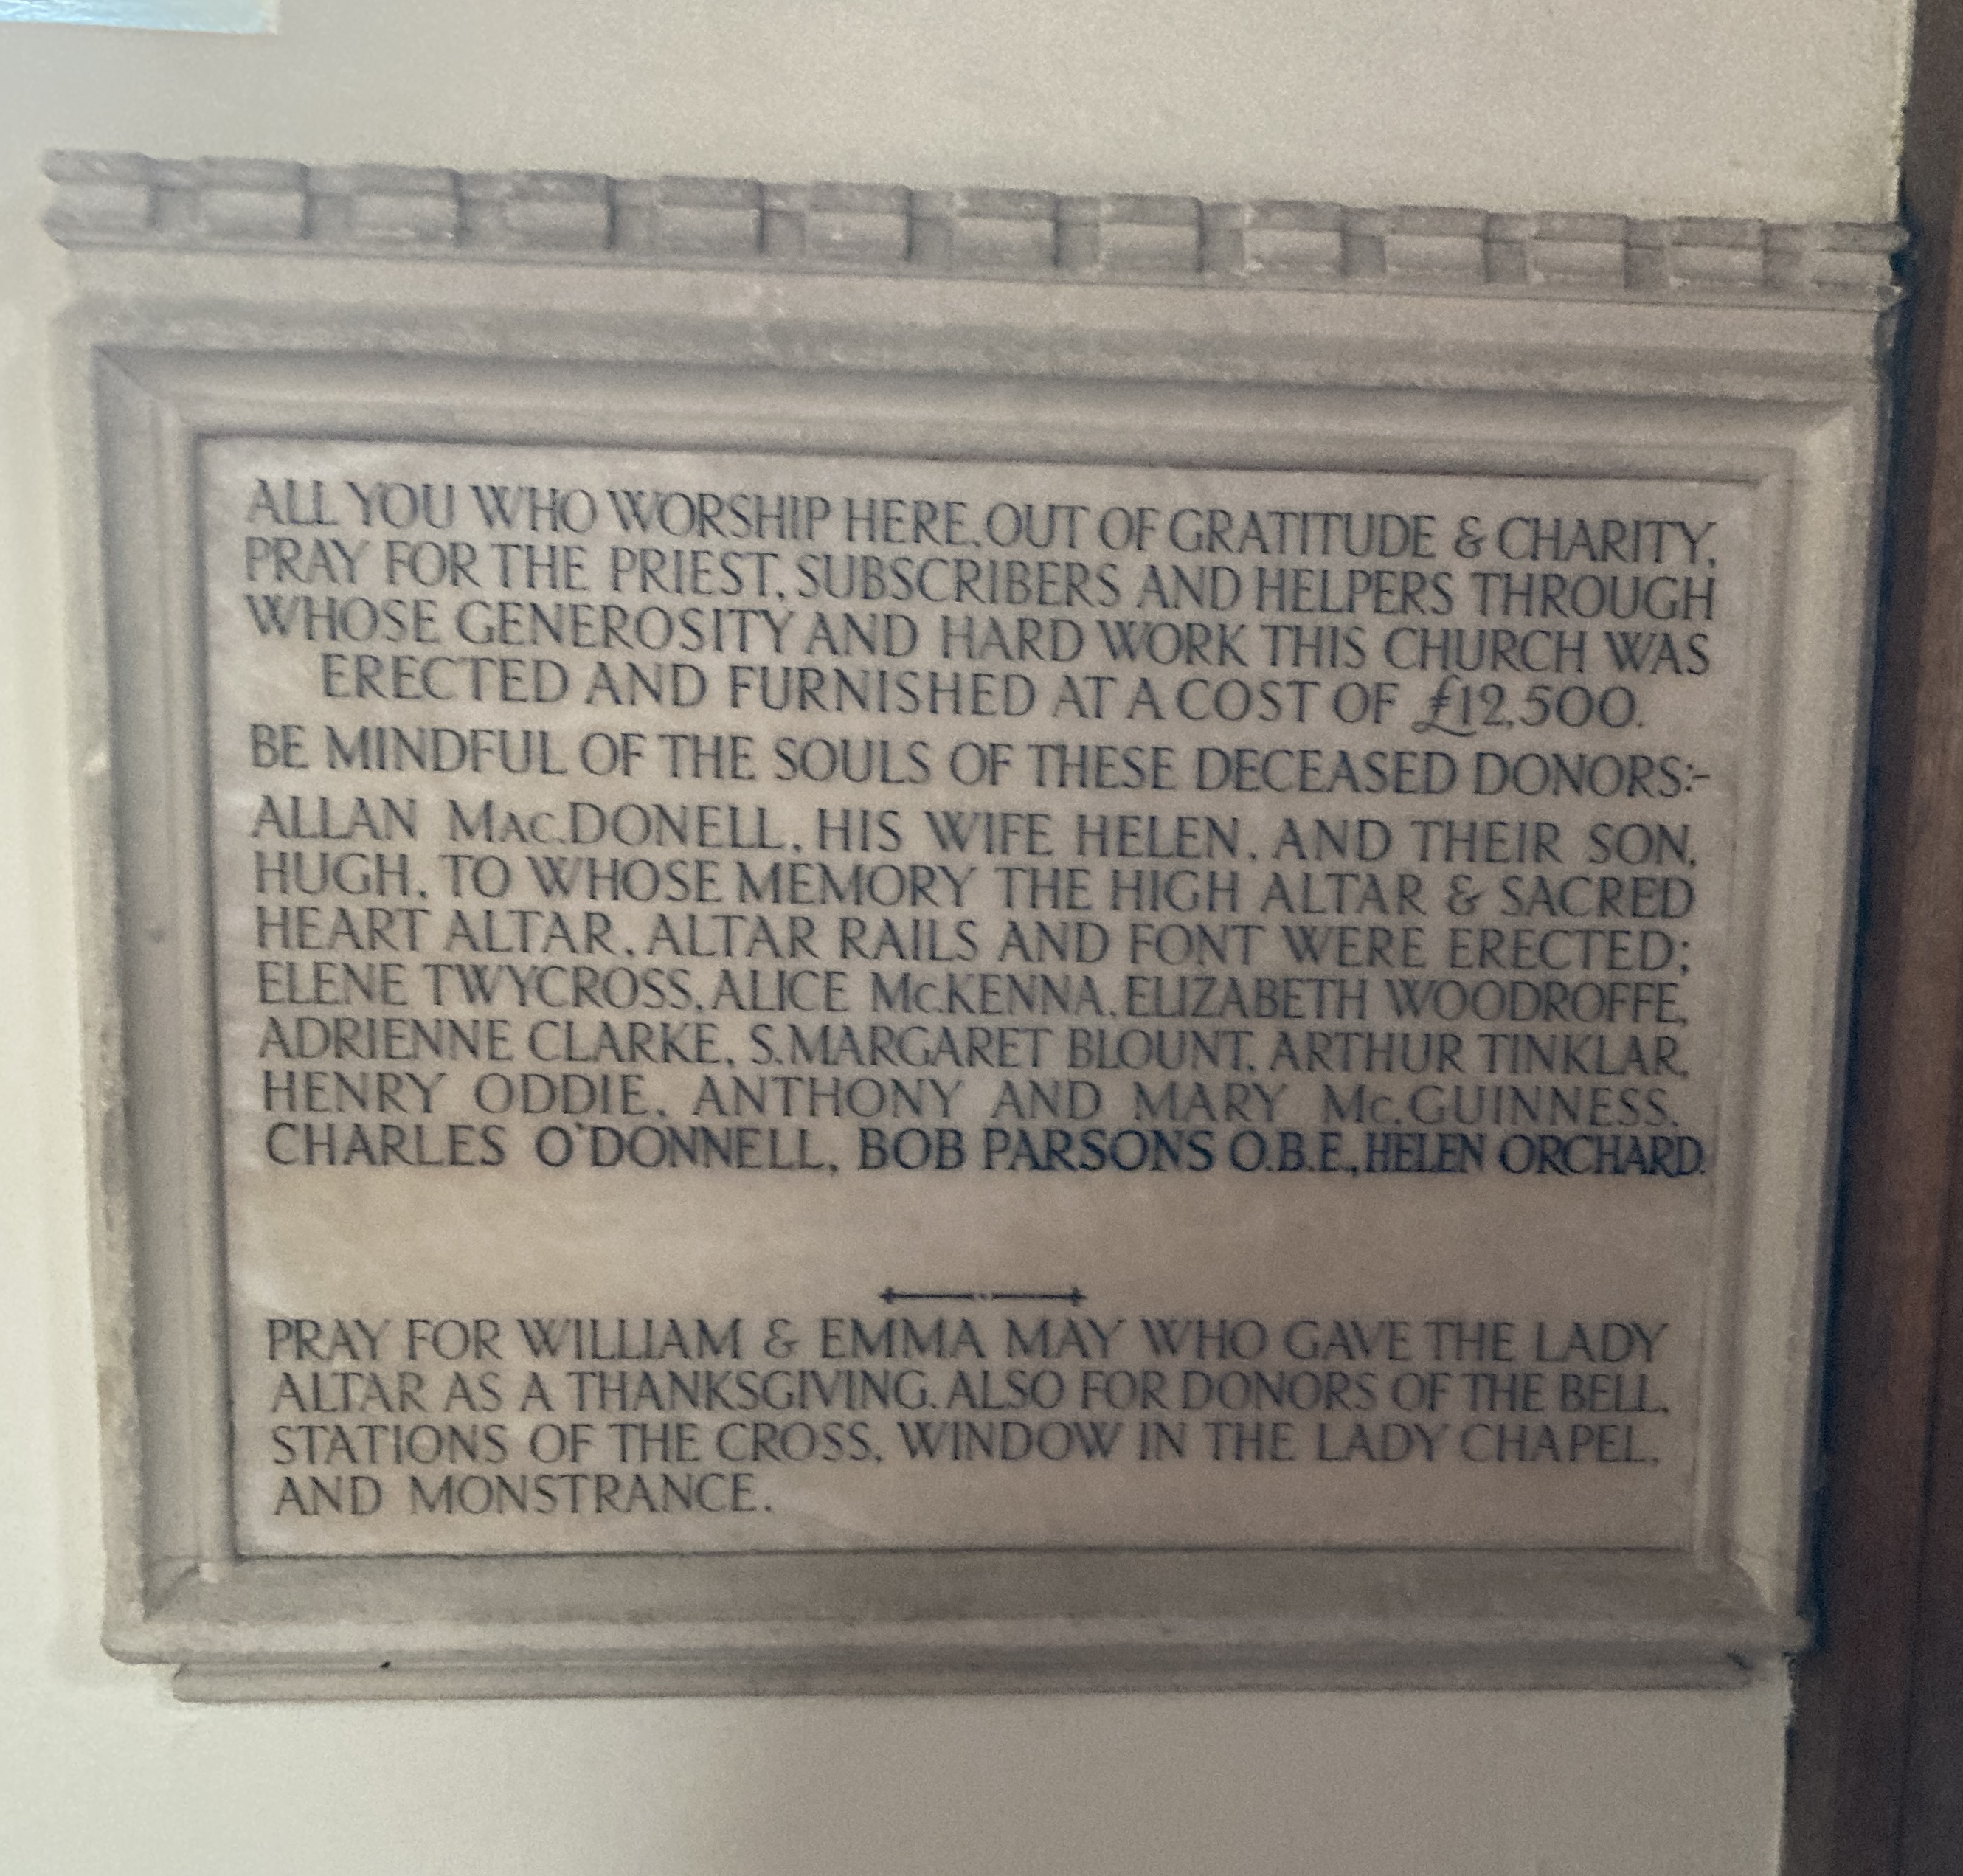 ALL YOU WHO WORSHIP HERE, OUT OF GRATITUDE & CHARITY,
PRAY FOR THE PRIEST, SUBSCRIBERS AND HELPERS THROUGH
WHOSE GENEROSITY AND HARD WORK THIS CHURCH WAS
ERECTED AND FURNISHED AT A COST OF £12,500.
BE MINDFUL OF THE SOULS OF THESE DECEASED DONORS:-
ALLAN MAC.DONELL, HIS WIFE HELEN, AND THEIR SON,
HUGH, TO WHOSE MEMORY THE HIGH ALTAR & SACRED
HEART ALTAR, ALTAR RAILS AND FONT WERE ERECTED;
ELENE TWYCROSS, ALICE Mc.KENNA, ELIZABETH WOODROFFE,
ADRIENNE CLARKE, S.MARGARET BLOUNT, ARTHUR TINKLAR,
HENRY ODDIE, ANTHONY AND MARY Mc.GUINNESS.
CHARLES O'DONNELL, BOB PARSONS O.B.E., HELEN ORCHARD.
PRAY FOR WILLIAM & EMMA MAY WHO GAVE THE LADY
ALTAR AS A THANKSGIVING. ALSO FOR DONORS OF THE BELL,
STATIONS OF THE CROSS, WINDOW IN THE LADY CHAPEL,
AND MONSTRANCE.